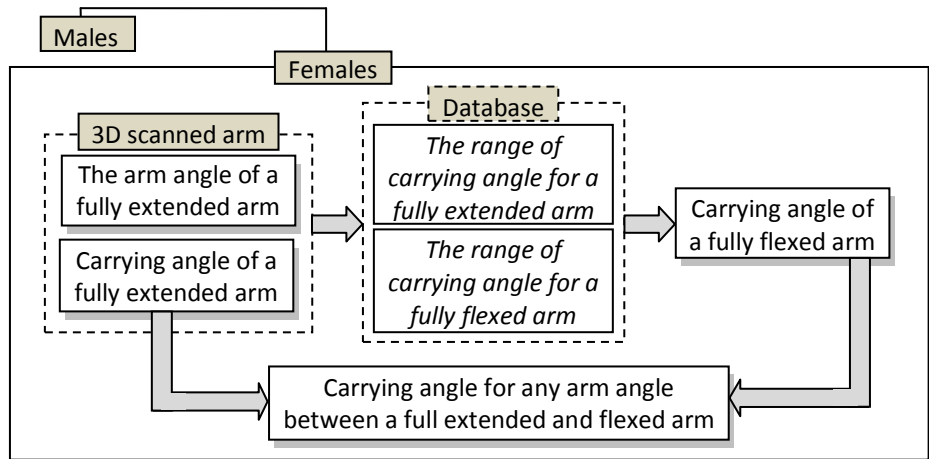 Males
Females
3D scanned arm
The arm angle of a
fully extended arm
Carrying angle of a
fully extended arm
Database
The range of
carrying angle for a
fully extended arm
The range of
carrying angle for a
fully flexed arm
Carrying angle of
a fully flexed arm
Carrying angle for any arm angle
between a full extended and flexed arm